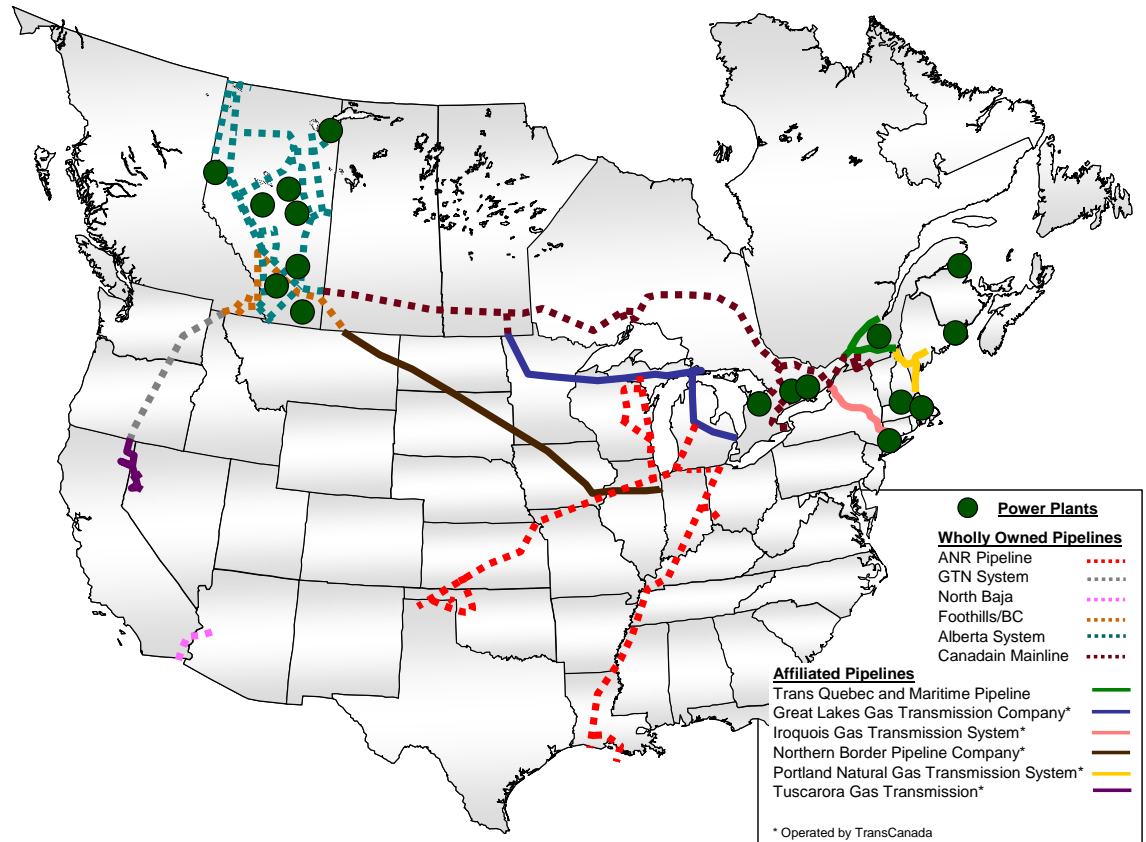 Power Plants
Wholly Owned Pipelines
ANR Pipeline
GTN System
North Baja
Foothills/BC
Alberta System
Canadain Mainline
Affiliated Pipelines
Trans Quebec and Maritime Pipeline
Great Lakes Gas Transmission Company*
Iroquois Gas Transmission System*
Northern Border Pipeline Company*
Portland Natural Gas Transmission System*
Tuscarora Gas Transmission*
* Operated by TransCanada